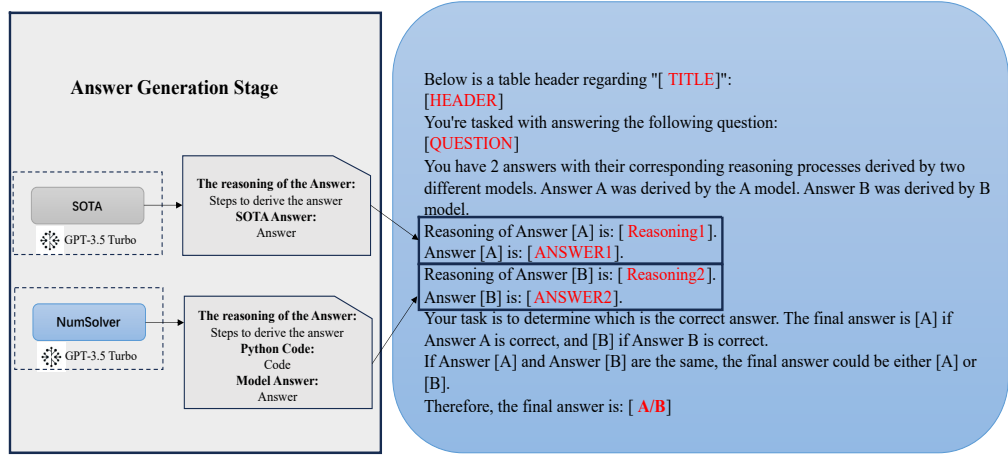 Answer Generation Stage
SOTA
GPT-3.5 Turbo
The reasoning of the Answer:
Steps to derive the answer
SOTA Answer:
Answer
NumSolver
GPT-3.5 Turbo
The reasoning of the Answer:
Steps to derive the answer
Python Code:
Code
Model Answer:
Answer
Below is a table header regarding "[ TITLE]":
[HEADER]
You're tasked with answering the following question:
[QUESTION]
You have 2 answers with their corresponding reasoning processes derived by two
different models. Answer A was derived by the A model. Answer B was derived by B
model.
Reasoning of Answer [A] is: [ Reasoning1].
Answer [A] is: [ANSWER1].
Reasoning of Answer [B] is: [ Reasoning2].
Answer [B] is: [ANSWER2].
Your task is to determine which is the correct answer. The final answer is [A] if
Answer A is correct, and [B] if Answer B is correct.
If Answer [A] and Answer [B] are the same, the final answer could be either [A] or
[B].
Therefore, the final answer is: [ A/B]